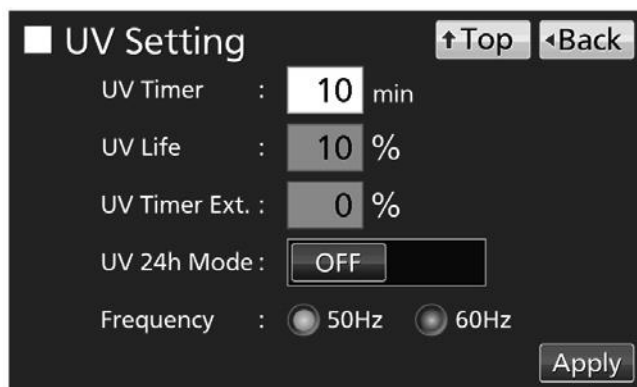 UV Setting ↑Top ◂Back
UV Timer : 10 min
UV Life : 10 %
UV Timer Ext. : 0 %
UV 24h Mode : OFF
Frequency : 50Hz 60Hz
Apply